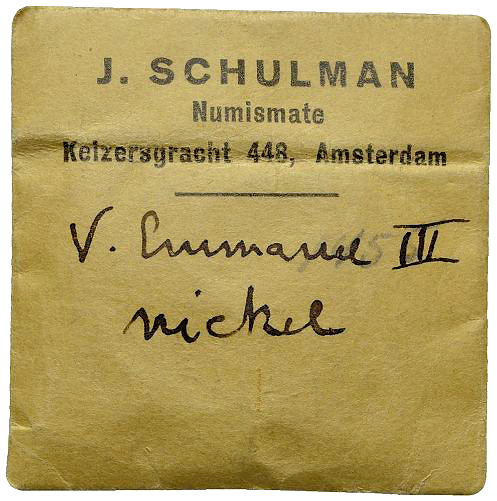 J. SCHULMAN
Numismate
Keizersgracht 448, Amsterdam
V. Emmanuel III
nickel